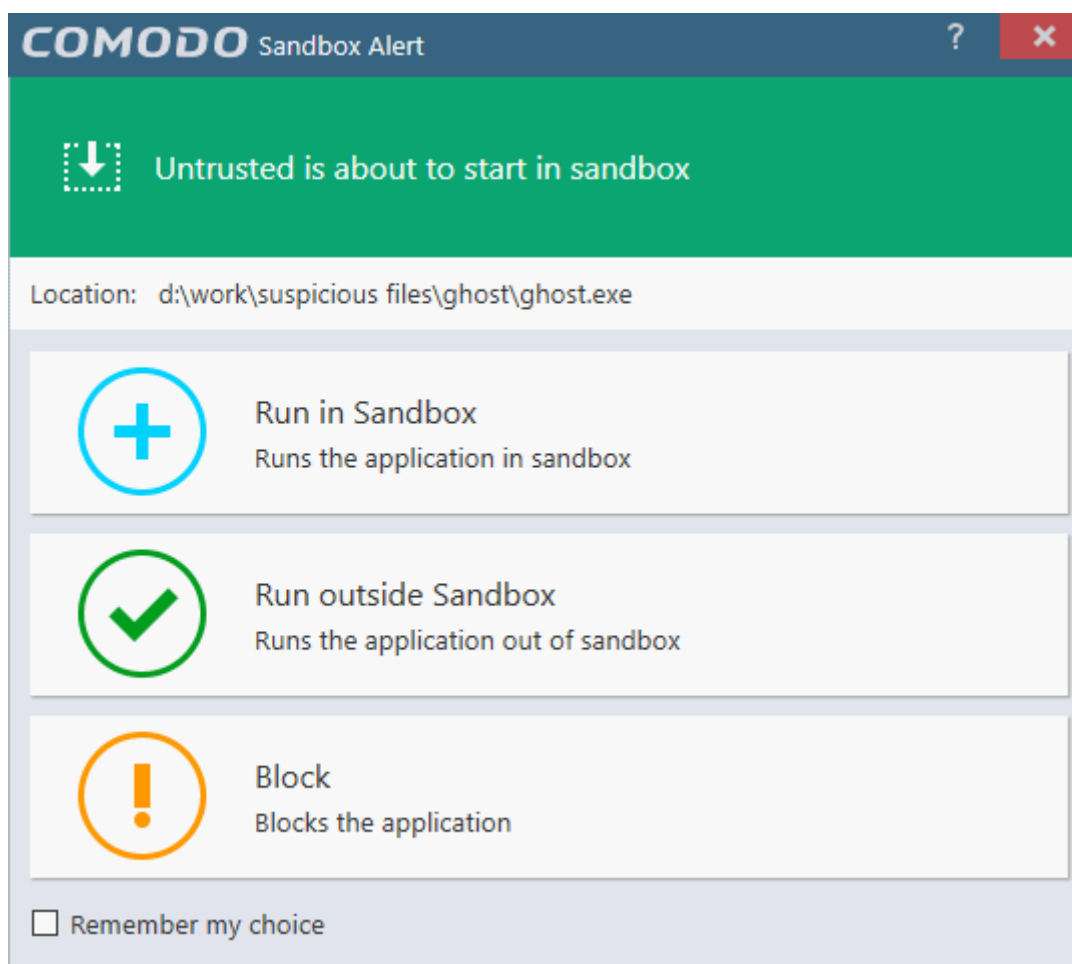 COMODO Sandbox Alert ?
Untrusted is about to start in sandbox
Location: d:\work\suspicious files\ghost\ghost.exe
Run in Sandbox
Runs the application in sandbox
Run outside Sandbox
Runs the application out of sandbox
Block
Blocks the application
Remember my choice